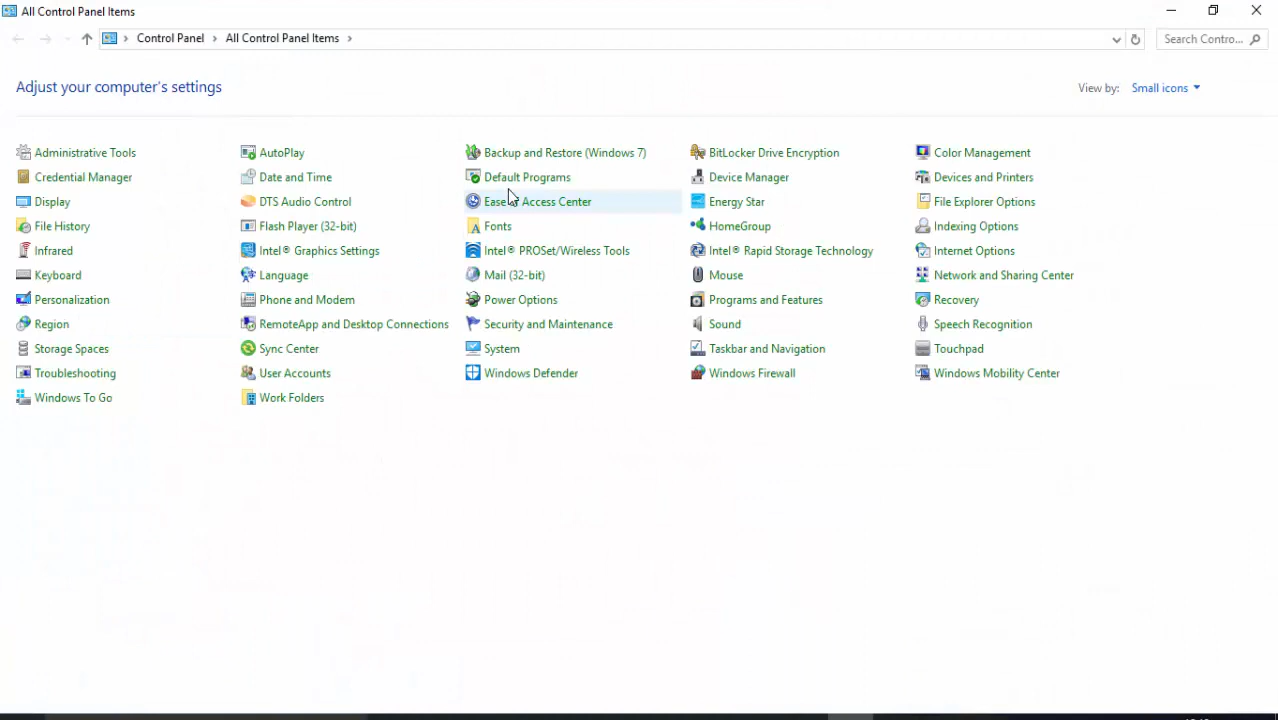 All Control Panel Items
Control Panel > All Control Panel Items >
Search Contro...
Adjust your computer's settings
View by: Small icons
Administrative Tools
AutoPlay
Backup and Restore (Windows 7)
BitLocker Drive Encryption
Color Management
Credential Manager
Date and Time
Default Programs
Device Manager
Devices and Printers
Display
DTS Audio Control
Ease Access Center
Energy Star
File Explorer Options
File History
Flash Player (32-bit)
Fonts
HomeGroup
Indexing Options
Infrared
Intel® Graphics Settings
Intel® PROSet/Wireless Tools
Intel® Rapid Storage Technology
Internet Options
Keyboard
Language
Mail (32-bit)
Mouse
Network and Sharing Center
Personalization
Phone and Modem
Power Options
Programs and Features
Recovery
Region
RemoteApp and Desktop Connections
Security and Maintenance
Sound
Speech Recognition
Storage Spaces
Sync Center
System
Taskbar and Navigation
Touchpad
Troubleshooting
User Accounts
Windows Defender
Windows Firewall
Windows Mobility Center
Windows To Go
Work Folders